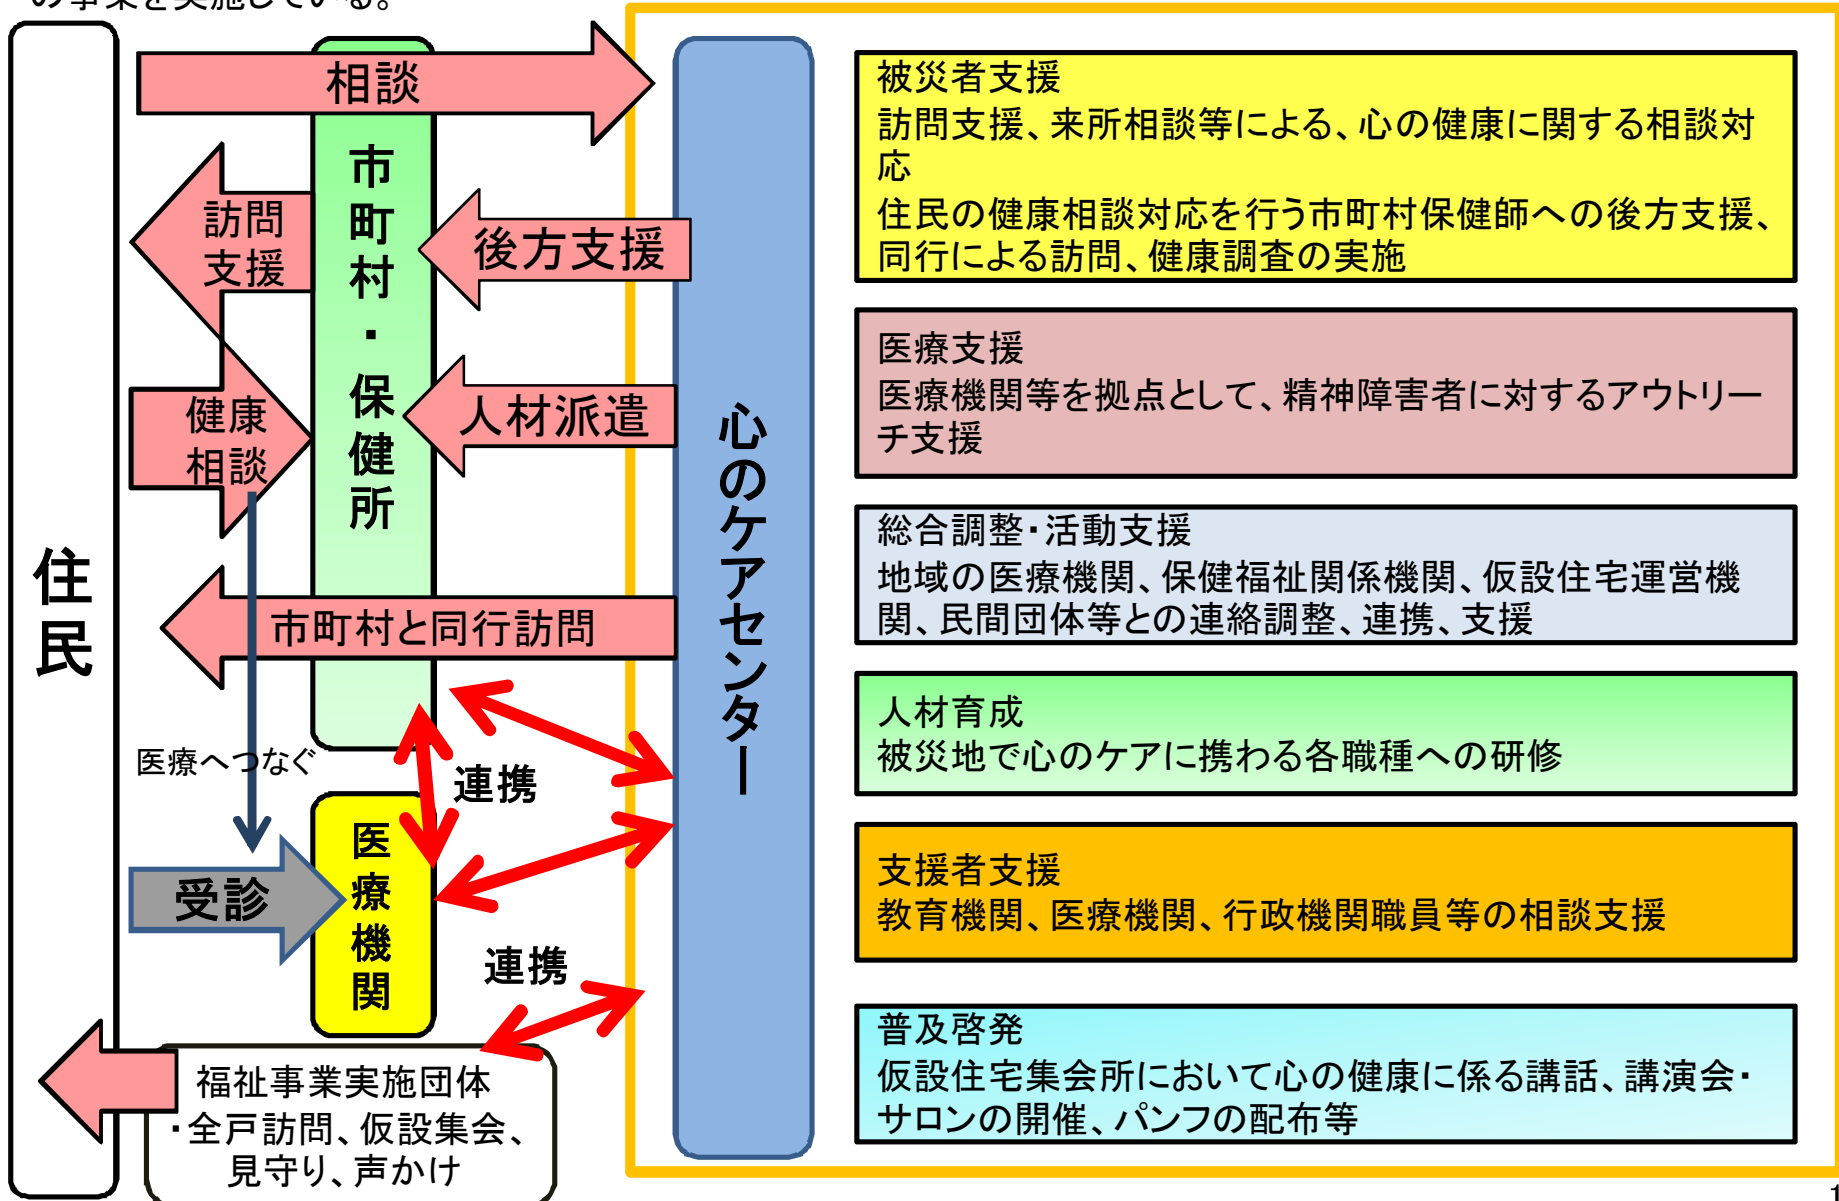 の事業を実施している。
相談
訪問
支援
健康
相談
市町村・保健所
後方支援
人材派遣
市町村と同行訪問
住民
医療へつなぐ
連携
受診
医療機関
連携
福祉事業実施団体
・全戸訪問、仮設集会、
見守り、声かけ
心のケアセンター
被災者支援
訪問支援、来所相談等による、心の健康に関する相談対
応
住民の健康相談対応を行う市町村保健師への後方支援、
同行による訪問、健康調査の実施
医療支援
医療機関等を拠点として、精神障害者に対するアウトリー
チ支援
総合調整・活動支援
地域の医療機関、保健福祉関係機関、仮設住宅運営機
関、民間団体等との連絡調整、連携、支援
人材育成
被災地で心のケアに携わる各職種への研修
支援者支援
教育機関、医療機関、行政機関職員等の相談支援
普及啓発
仮設住宅集会所において心の健康に係る講話、講演会・
サロンの開催、パンフの配布等
1